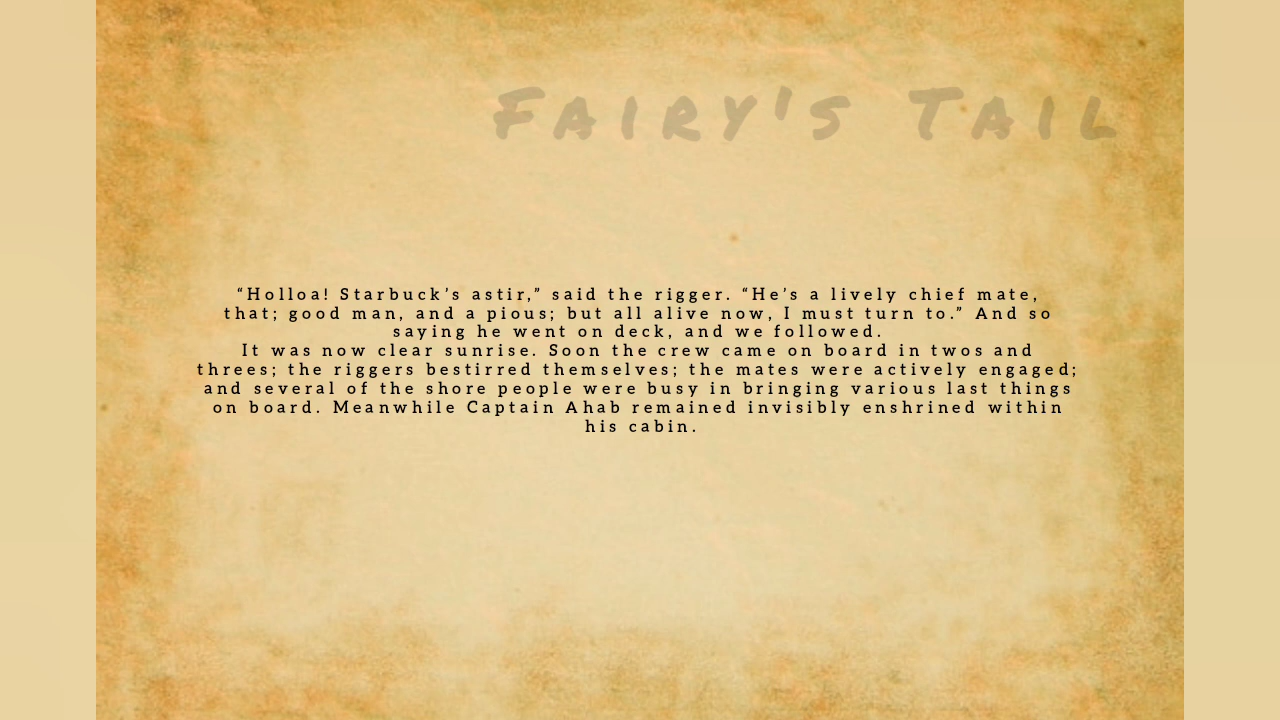 Fairy's Tail
“Holloa! Starbuck’s astir,” said the rigger. “He’s a lively chief mate,
that; good man, and a pious; but all alive now, I must turn to.” And so
saying he went on deck, and we followed.
It was now clear sunrise. Soon the crew came on board in twos and
threes; the riggers bestirred themselves; the mates were actively engaged;
and several of the shore people were busy in bringing various last things
on board. Meanwhile Captain Ahab remained invisibly enshrined within
his cabin.